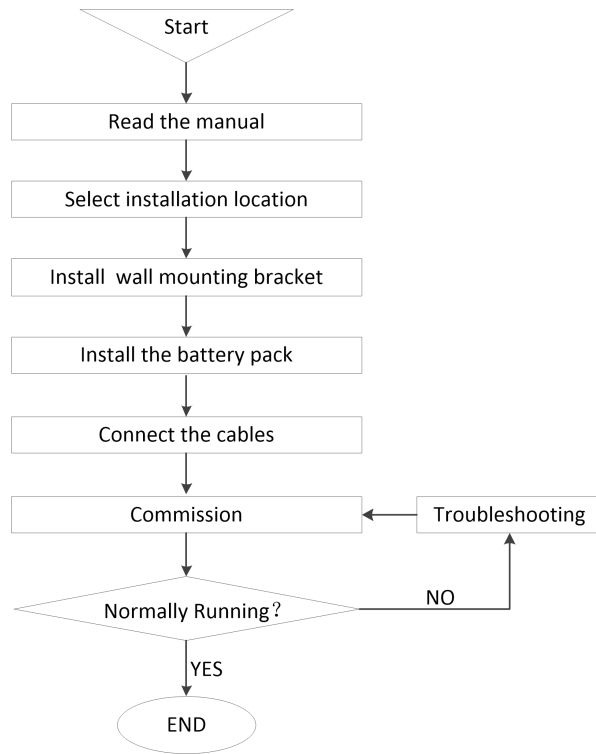 Start
Read the manual
Select installation location
Install  wall mounting bracket
Install the battery pack
Connect the cables
Commission
Troubleshooting
Normally Running？
NO
YES
END